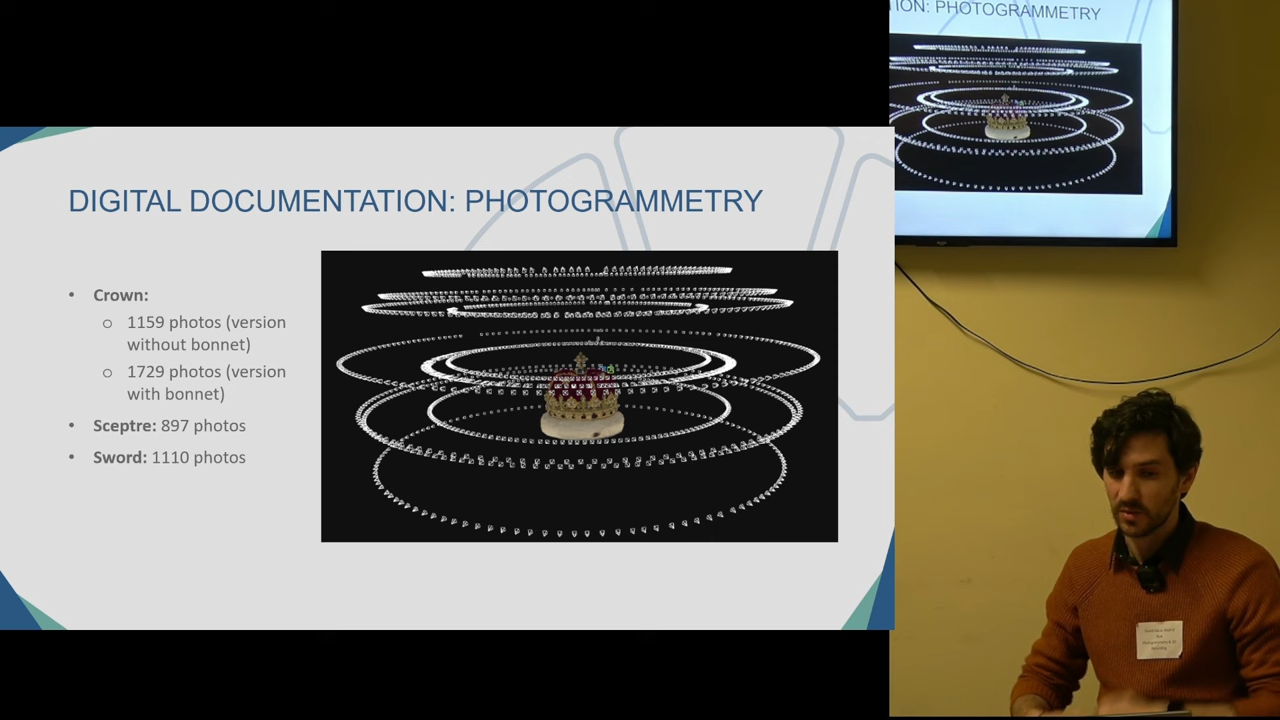 DIGITAL DOCUMENTATION: PHOTOGRAMMETRY
• Crown:
o 1159 photos (version
without bonnet)
o 1729 photos (version
with bonnet)
• Sceptre: 897 photos
• Sword: 1110 photos
TION: PHOTOGRAMMETRY